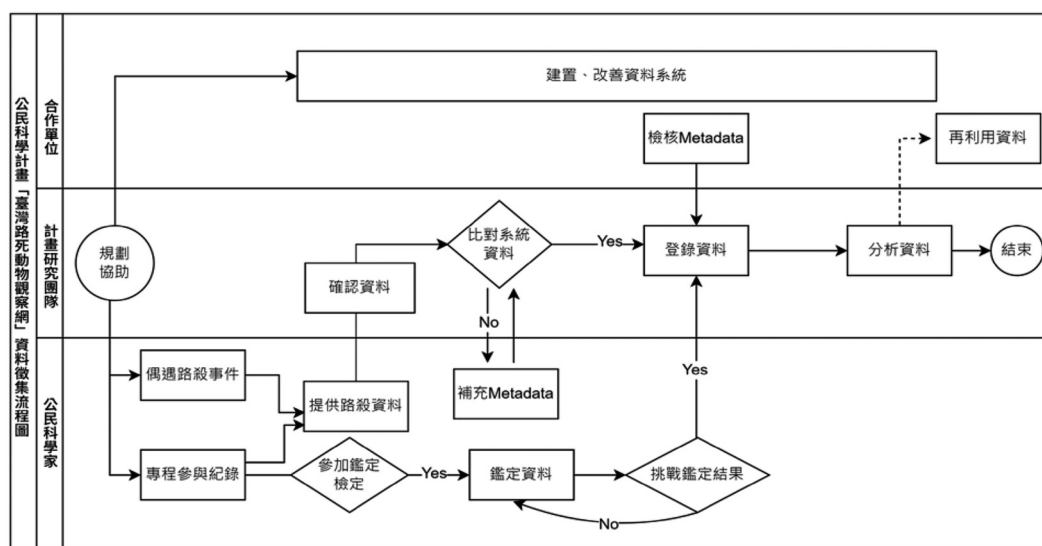 公民科學計畫「臺灣路死動物觀察網」資料徵集流程圖
合作單位
建置、改善資料系統
檢核Metadata
再利用資料
計畫研究團隊
規劃
協助
確認資料
比對系統
資料
Yes
登錄資料
分析資料
結束
No
公民科學家
偶遇路殺事件
提供路殺資料
補充Metadata
Yes
專程參與紀錄
參加鑑定
檢定
Yes
鑑定資料
挑戰鑑定結果
No